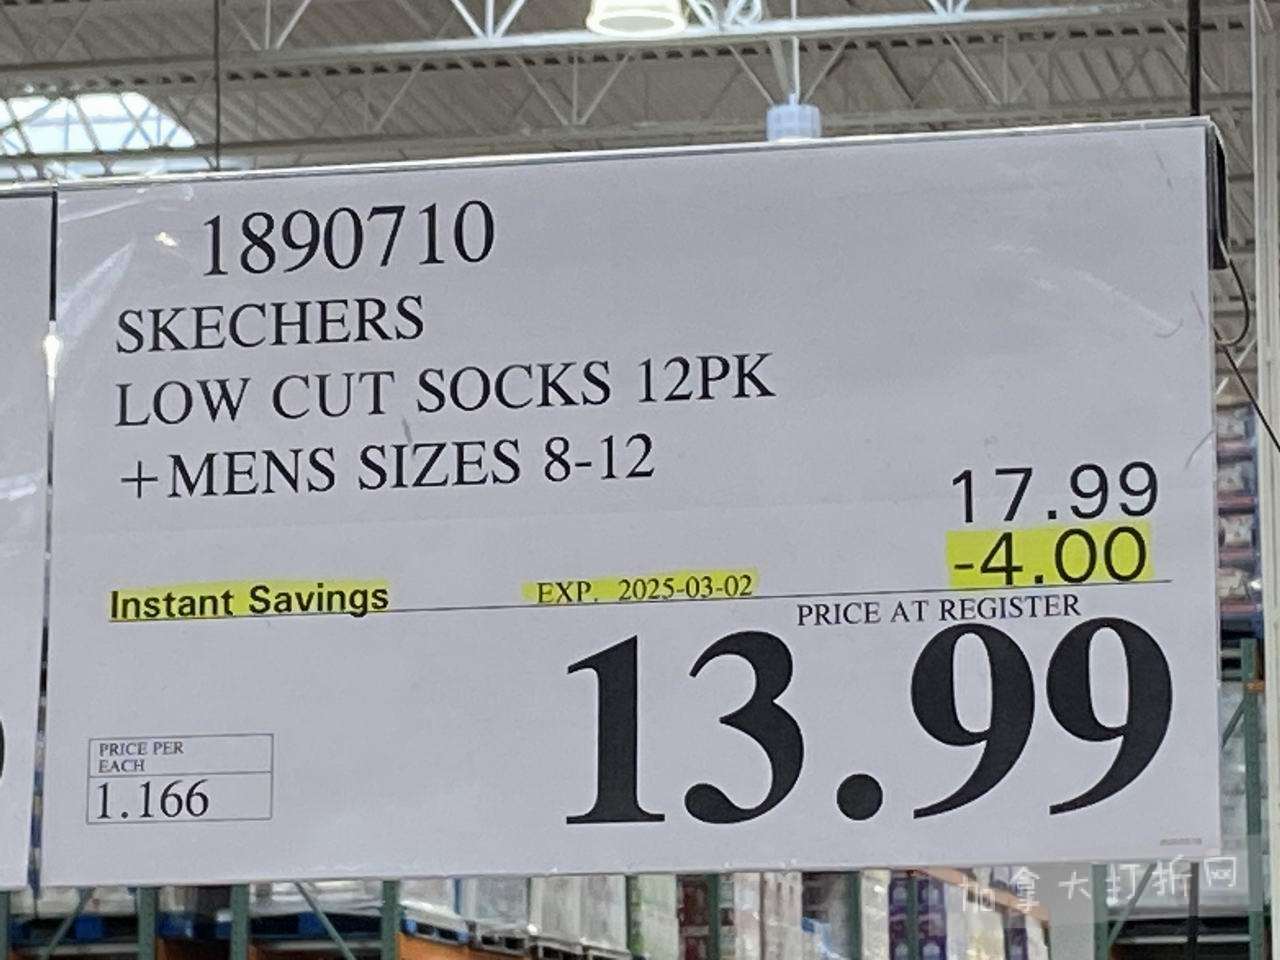 1890710
SKECHERS
LOW CUT SOCKS 12PK
+MENS SIZES 8-12
17.99
-4.00
Instant Savings EXP. 2025-03-02
PRICE AT REGISTER
13.99
PRICE PER
EACH
1.166
加拿大打折网